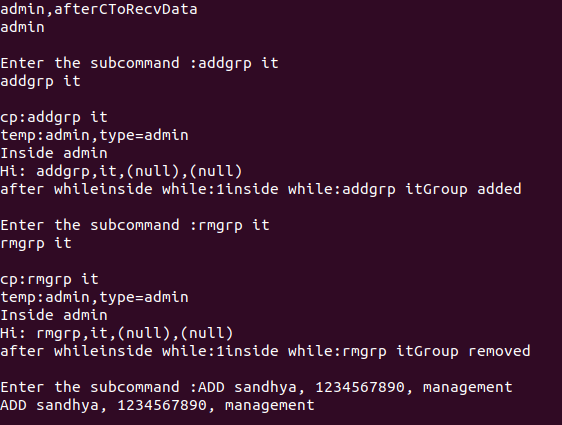 admin,afterCToRecvData
admin
Enter the subcommand :addgrp it
addgrp it
cp:addgrp it
temp:admin,type=admin
Inside admin
Hi: addgrp,it,(null),(null)
after whileinside while:1inside while:addgrp itGroup added
Enter the subcommand :rmgrp it
rmgrp it
cp:rmgrp it
temp:admin,type=admin
Inside admin
Hi: rmgrp,it,(null),(null)
after whileinside while:1inside while:rmgrp itGroup removed
Enter the subcommand :ADD sandhya, 1234567890, management
ADD sandhya, 1234567890, management